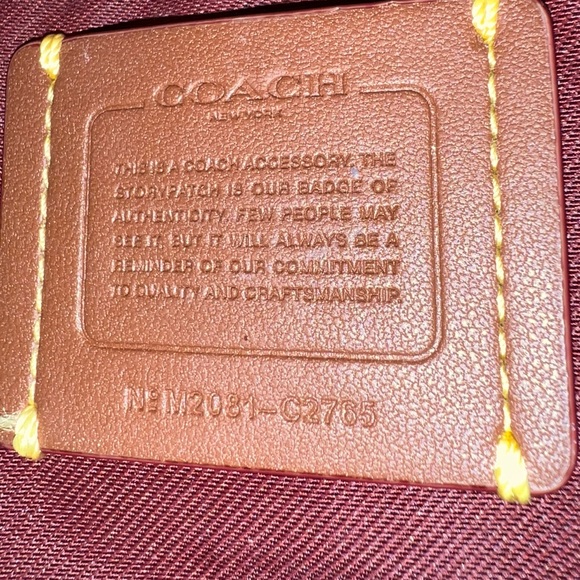 COACH
NEW YORK
THIS IS A COACH ACCESSORY. THE
STORYPATCH IS OUR BADGE OF
AUTHENTICITY. FEW PEOPLE MAY
SEE IT, BUT IT WILL ALWAYS BE A
REMINDER OF OUR COMMITMENT
TO QUALITY AND CRAFTSMANSHIP.
Nº M2081-C2765